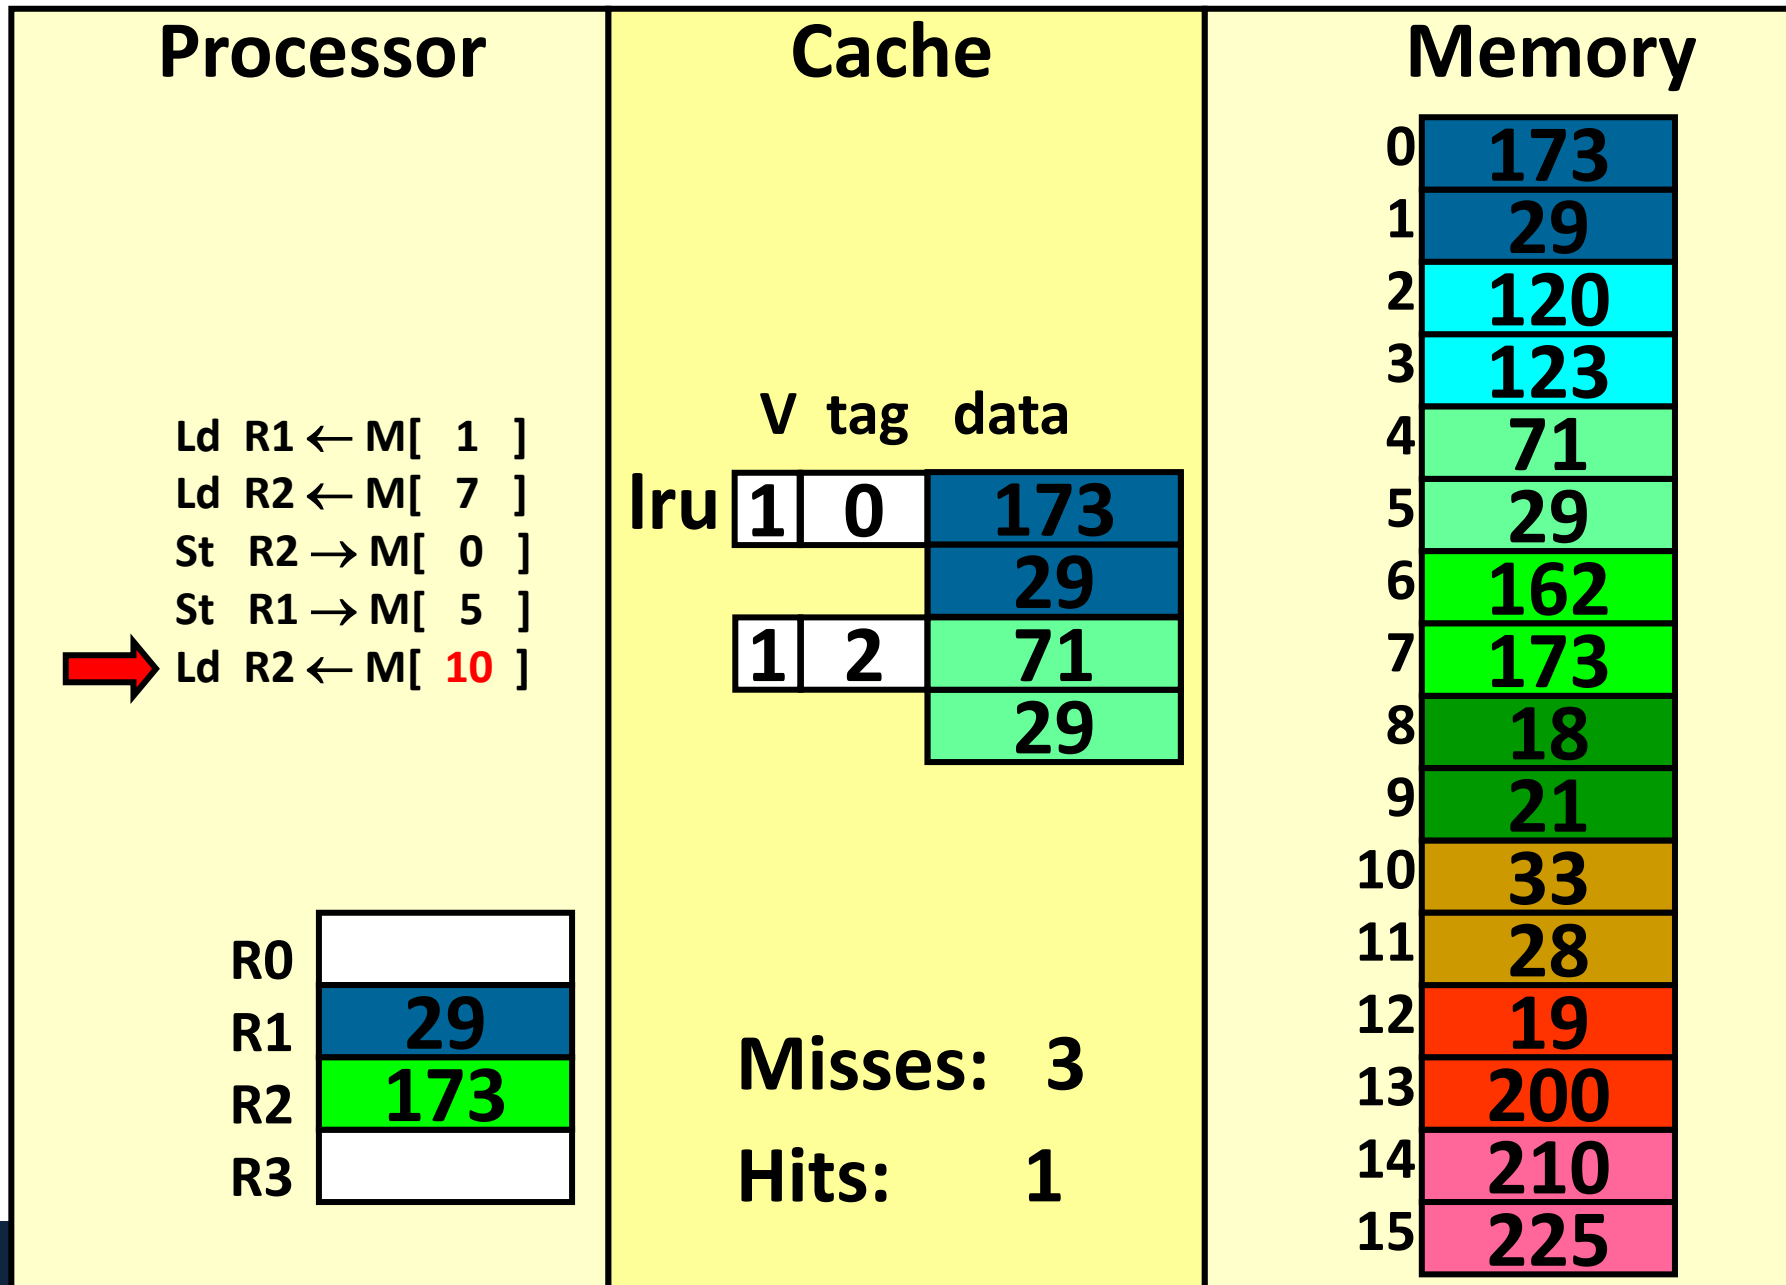 Processor
Ld R1 ← M[ 1 ]
Ld R2 ← M[ 7 ]
St R2 → M[ 0 ]
St R1 → M[ 5 ]
Ld R2 ← M[ 10 ]
R0
R1 29
R2 173
R3
Cache
V tag data
lru 1 0 173
29
1 2 71
29
Misses: 3
Hits: 1
Memory
0 173
1 29
2 120
3 123
4 71
5 29
6 162
7 173
8 18
9 21
10 33
11 28
12 19
13 200
14 210
15 225